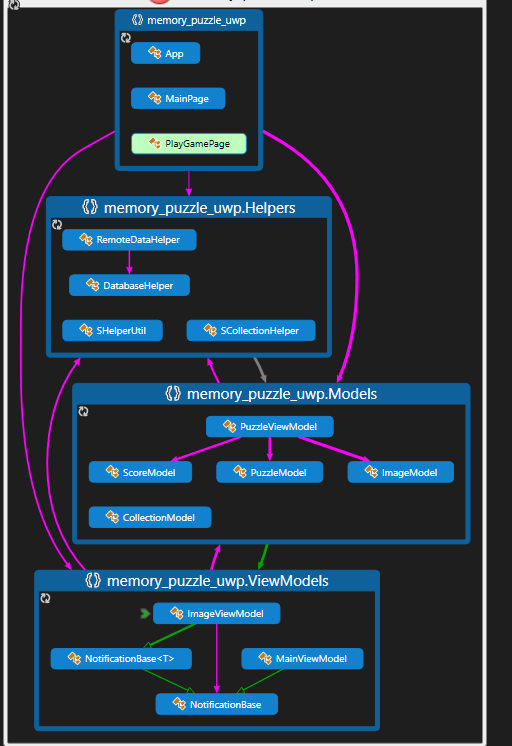 memory_puzzle_uwp
App
MainPage
PlayGamePage
memory_puzzle_uwp.Helpers
RemoteDataHelper
DatabaseHelper
SHelperUtil
SCollectionHelper
memory_puzzle_uwp.Models
PuzzleViewModel
ScoreModel
PuzzleModel
ImageModel
CollectionModel
memory_puzzle_uwp.ViewModels
ImageViewModel
NotificationBase<T>
MainViewModel
NotificationBase